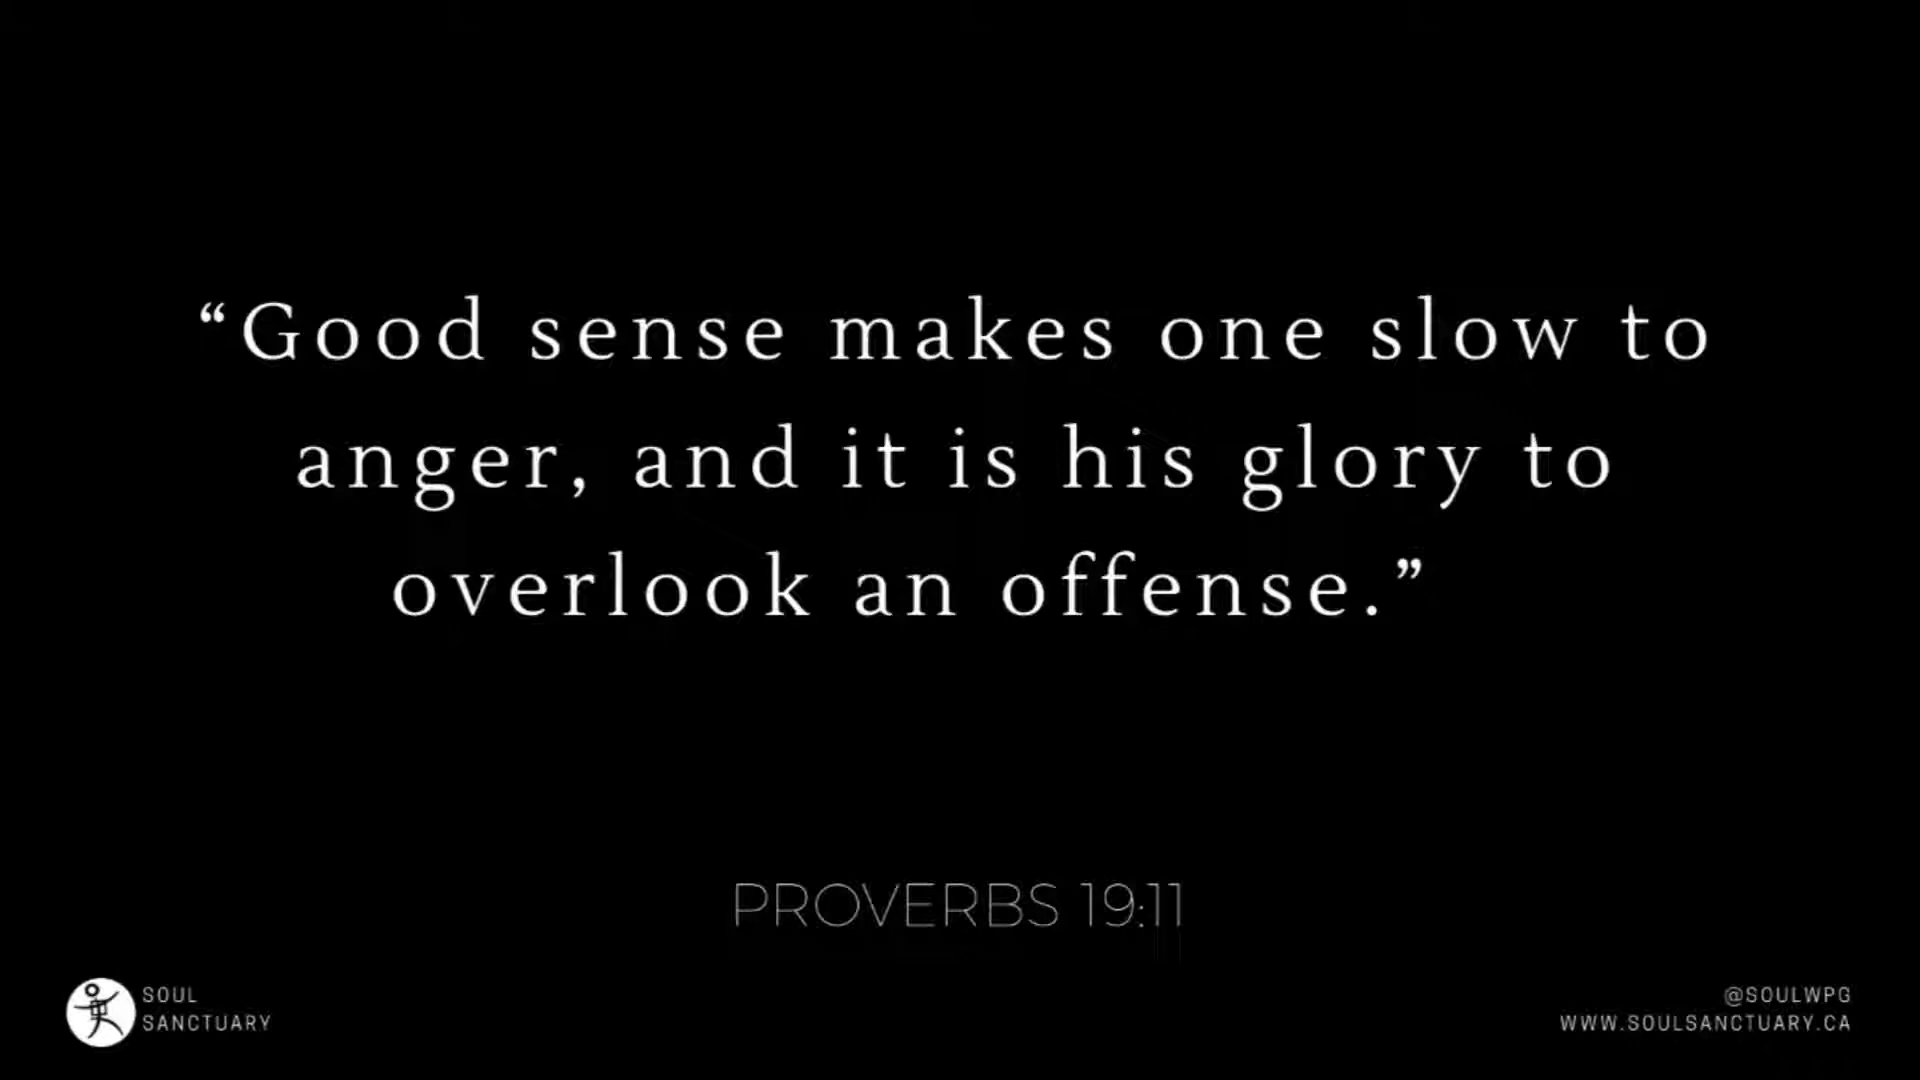 “Good sense makes one slow to
anger, and it is his glory to
overlook an offense.”
PROVERBS 19:11
SOUL
SANCTUARY
@SOULWPG
WWW.SOULSANCTUARY.CA